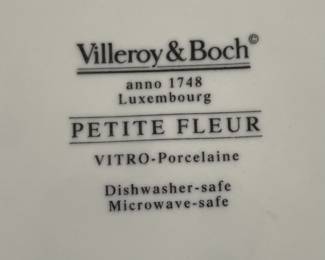 Villeroy & Boch©
anno 1748
Luxembourg
PETITE FLEUR
VITRO-Porcelaine
Dishwasher-safe
Microwave-safe